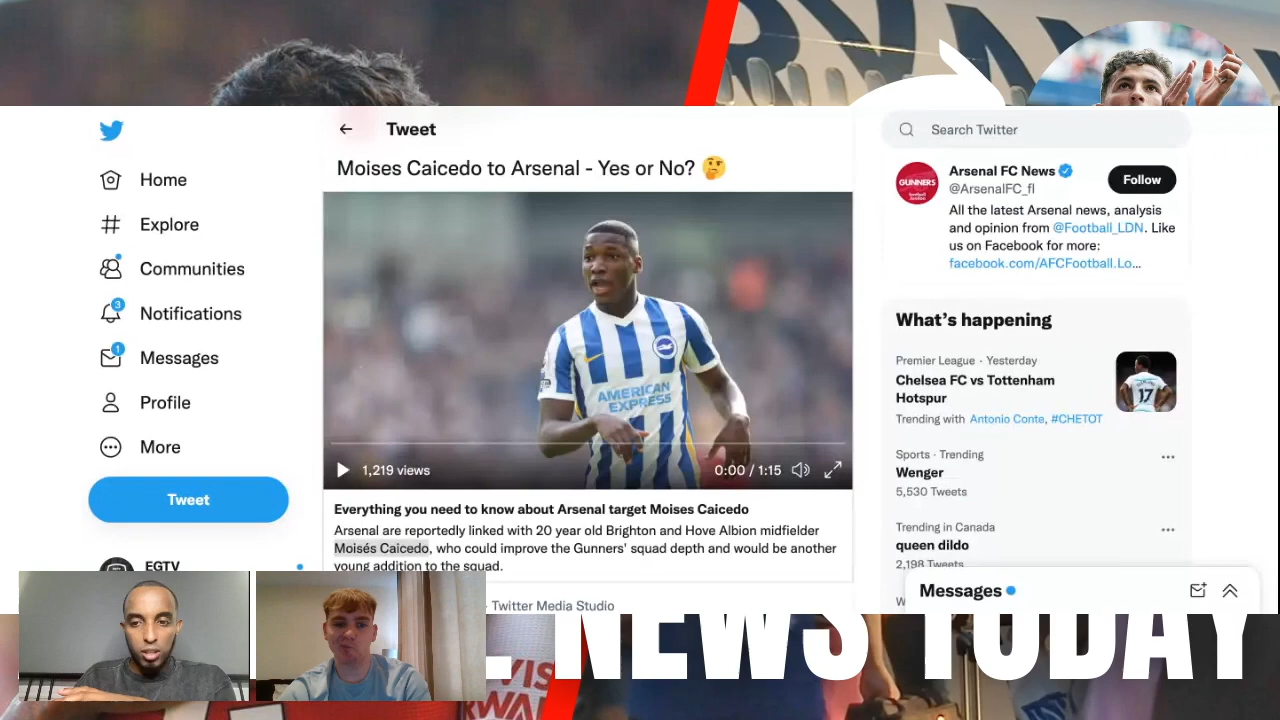 Home
Explore
Communities
3
Notifications
1
Messages
Profile
More
Tweet
EGTV
Tweet
Moises Caicedo to Arsenal - Yes or No? 🤔
AMERICAN
EXPRESS
1,219 views
0:00 / 1:15
Everything you need to know about Arsenal target Moises Caicedo
Arsenal are reportedly linked with 20 year old Brighton and Hove Albion midfielder
Moisés Caicedo, who could improve the Gunners' squad depth and would be another
young addition to the squad.
· Twitter Media Studio
Search Twitter
GUNNERS
Arsenal FC News
@ArsenalFC_fl
Follow
All the latest Arsenal news, analysis
and opinion from @Football_LDN. Like
us on Facebook for more:
facebook.com/AFCFootball.Lo...
What's happening
Premier League · Yesterday
Chelsea FC vs Tottenham
Hotspur
17
Trending with Antonio Conte, #CHETOT
Sports · Trending
Wenger
5,530 Tweets
Trending in Canada
queen dildo
2,198 Tweets
Messages
NEWS TODAY